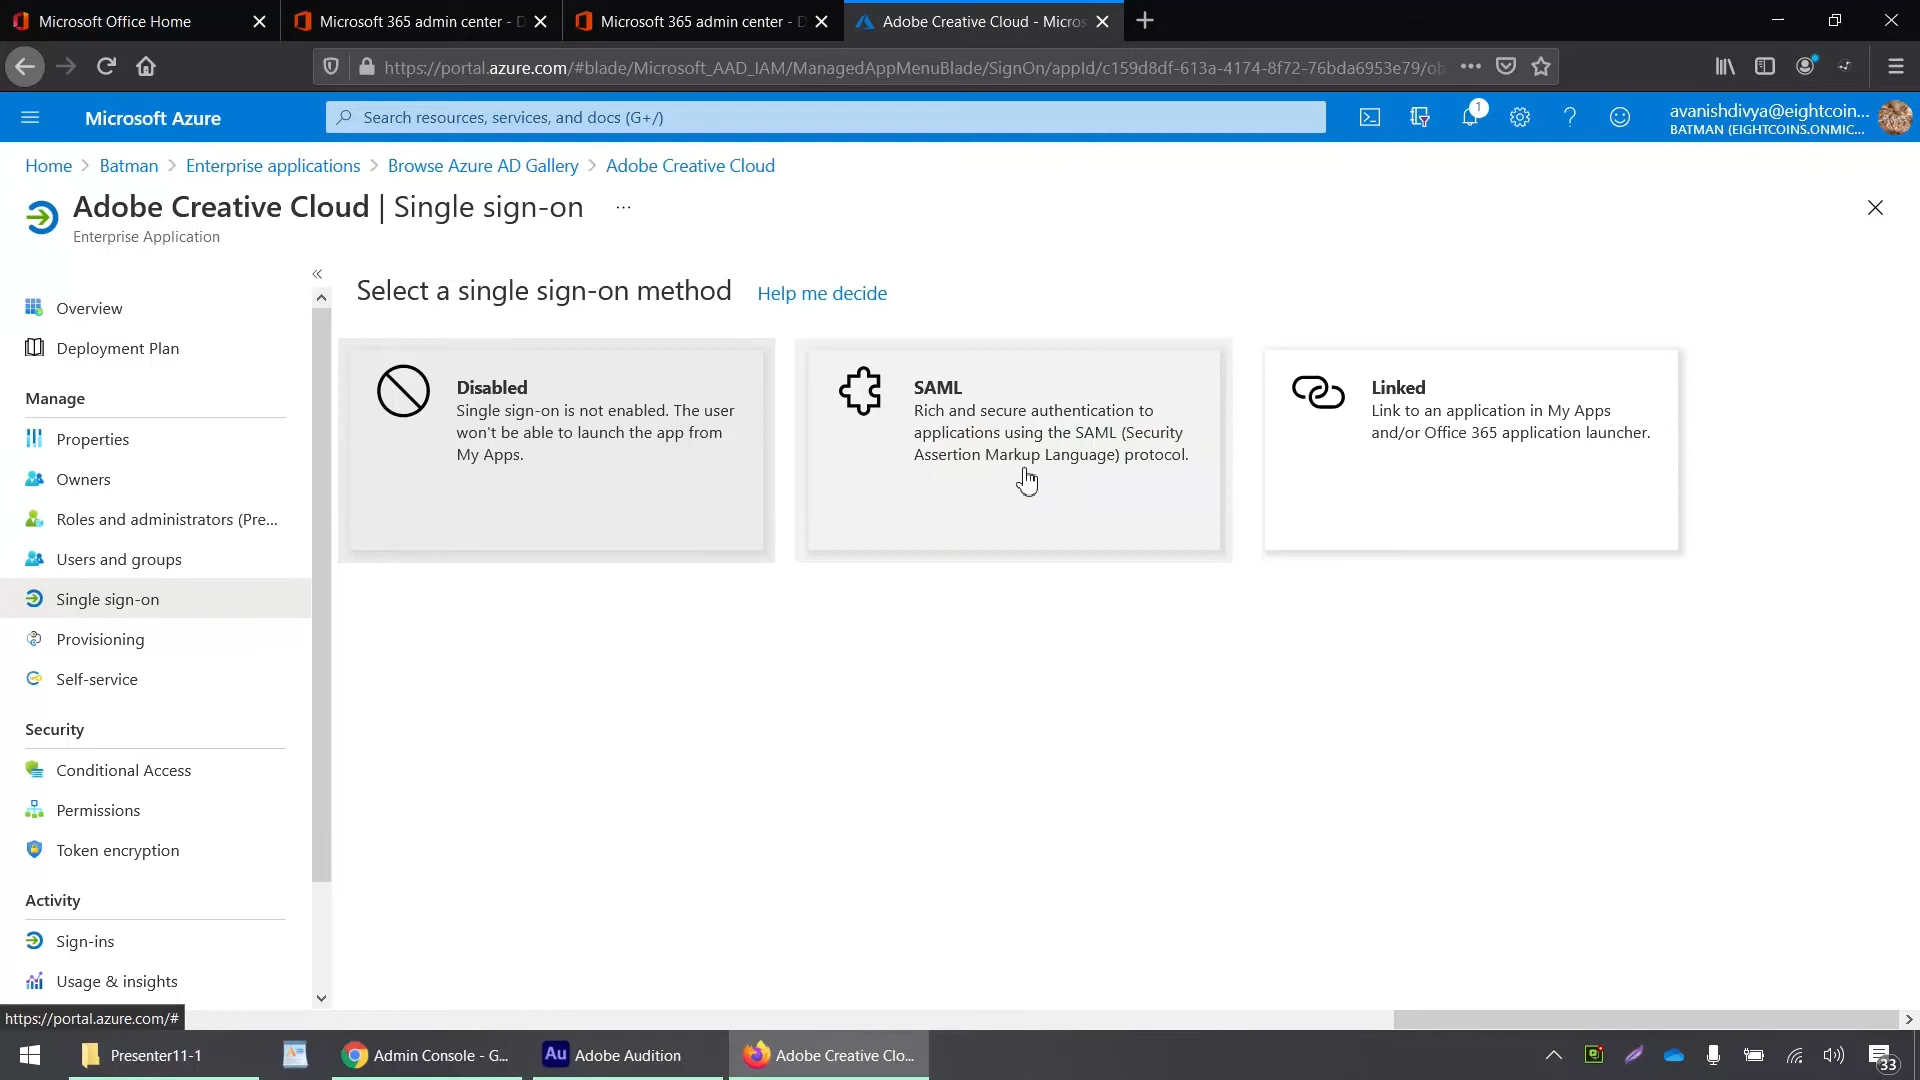 Microsoft Office Home
Microsoft 365 admin center - D
Microsoft 365 admin center - D
Adobe Creative Cloud - Micros
https://portal.azure.com/#blade/Microsoft_AAD_IAM/ManagedAppMenuBlade/SignOn/appId/c159d8df-613a-4174-8f72-76bda6953e79/ob
Microsoft Azure
Search resources, services, and docs (G+/)
1
avanishdivya@eightcoin...
BATMAN (EIGHTCOINS.ONMIC...
Home > Batman > Enterprise applications > Browse Azure AD Gallery > Adobe Creative Cloud
Adobe Creative Cloud | Single sign-on ...
Enterprise Application
Select a single sign-on method Help me decide
Overview
Deployment Plan
Manage
Properties
Owners
Roles and administrators (Pre...
Users and groups
Single sign-on
Provisioning
Self-service
Security
Conditional Access
Permissions
Token encryption
Activity
Sign-ins
Usage & insights
Disabled
Single sign-on is not enabled. The user
won't be able to launch the app from
My Apps.
SAML
Rich and secure authentication to
applications using the SAML (Security
Assertion Markup Language) protocol.
Linked
Link to an application in My Apps
and/or Office 365 application launcher.
https://portal.azure.com/#
Presenter11-1
Admin Console - G...
Au Adobe Audition
Adobe Creative Clo...
33